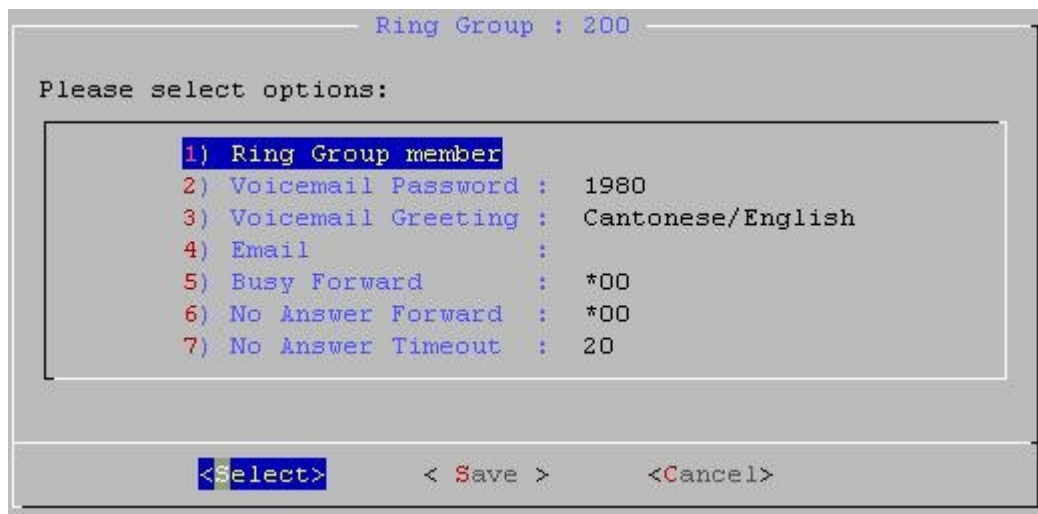 Ring Group : 200
Please select options:
1) Ring Group member
2) Voicemail Password : 1980
3) Voicemail Greeting : Cantonese/English
4) Email :
5) Busy Forward : *00
6) No Answer Forward : *00
7) No Answer Timeout : 20
<Select> < Save > <Cancel>